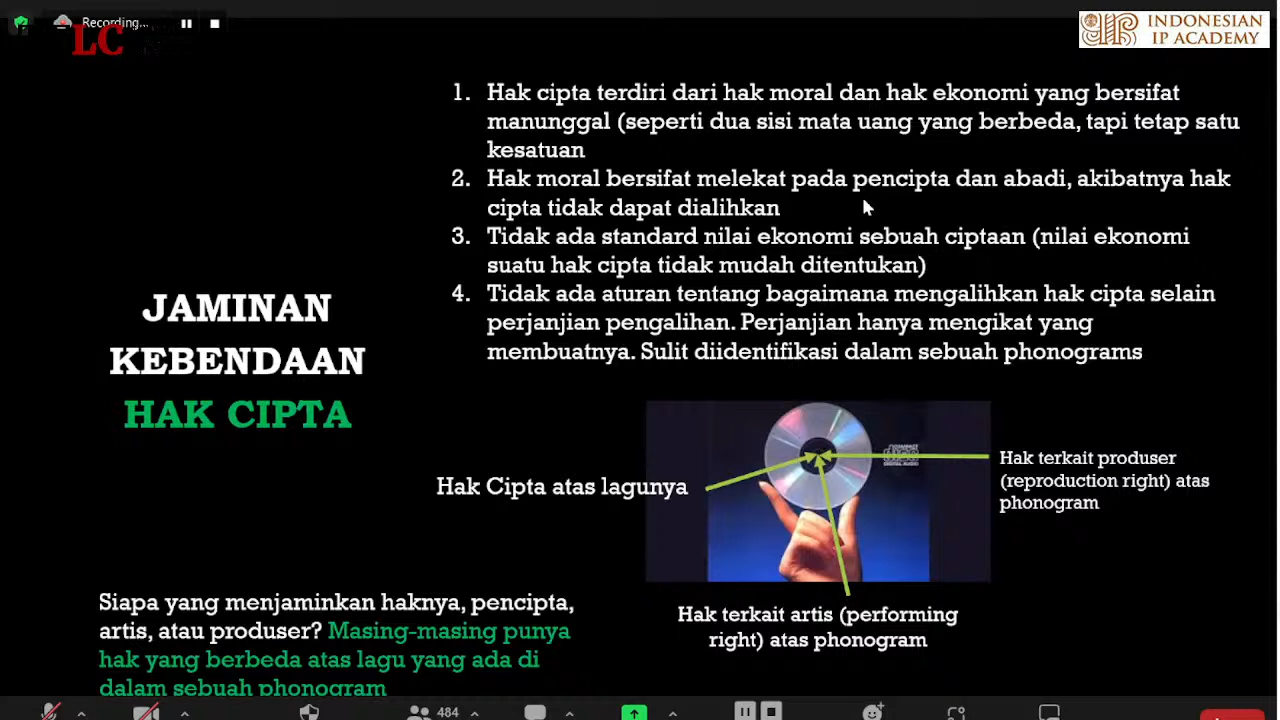 Recording...
LC
INDONESIAN
IP ACADEMY
1. Hak cipta terdiri dari hak moral dan hak ekonomi yang bersifat
manunggal (seperti dua sisi mata uang yang berbeda, tapi tetap satu
kesatuan
2. Hak moral bersifat melekat pada pencipta dan abadi, akibatnya hak
cipta tidak dapat dialihkan
3. Tidak ada standard nilai ekonomi sebuah ciptaan (nilai ekonomi
suatu hak cipta tidak mudah ditentukan)
4. Tidak ada aturan tentang bagaimana mengalihkan hak cipta selain
perjanjian pengalihan. Perjanjian hanya mengikat yang
membuatnya. Sulit diidentifikasi dalam sebuah phonograms
JAMINAN
KEBENDAAN
HAK CIPTA
Hak Cipta atas lagunya
Hak terkait produser
(reproduction right) atas
phonogram
Hak terkait artis (performing
right) atas phonogram
Siapa yang menjaminkan haknya, pencipta,
artis, atau produser? Masing-masing punya
hak yang berbeda atas lagu yang ada di
dalam sebuah phonogram
484